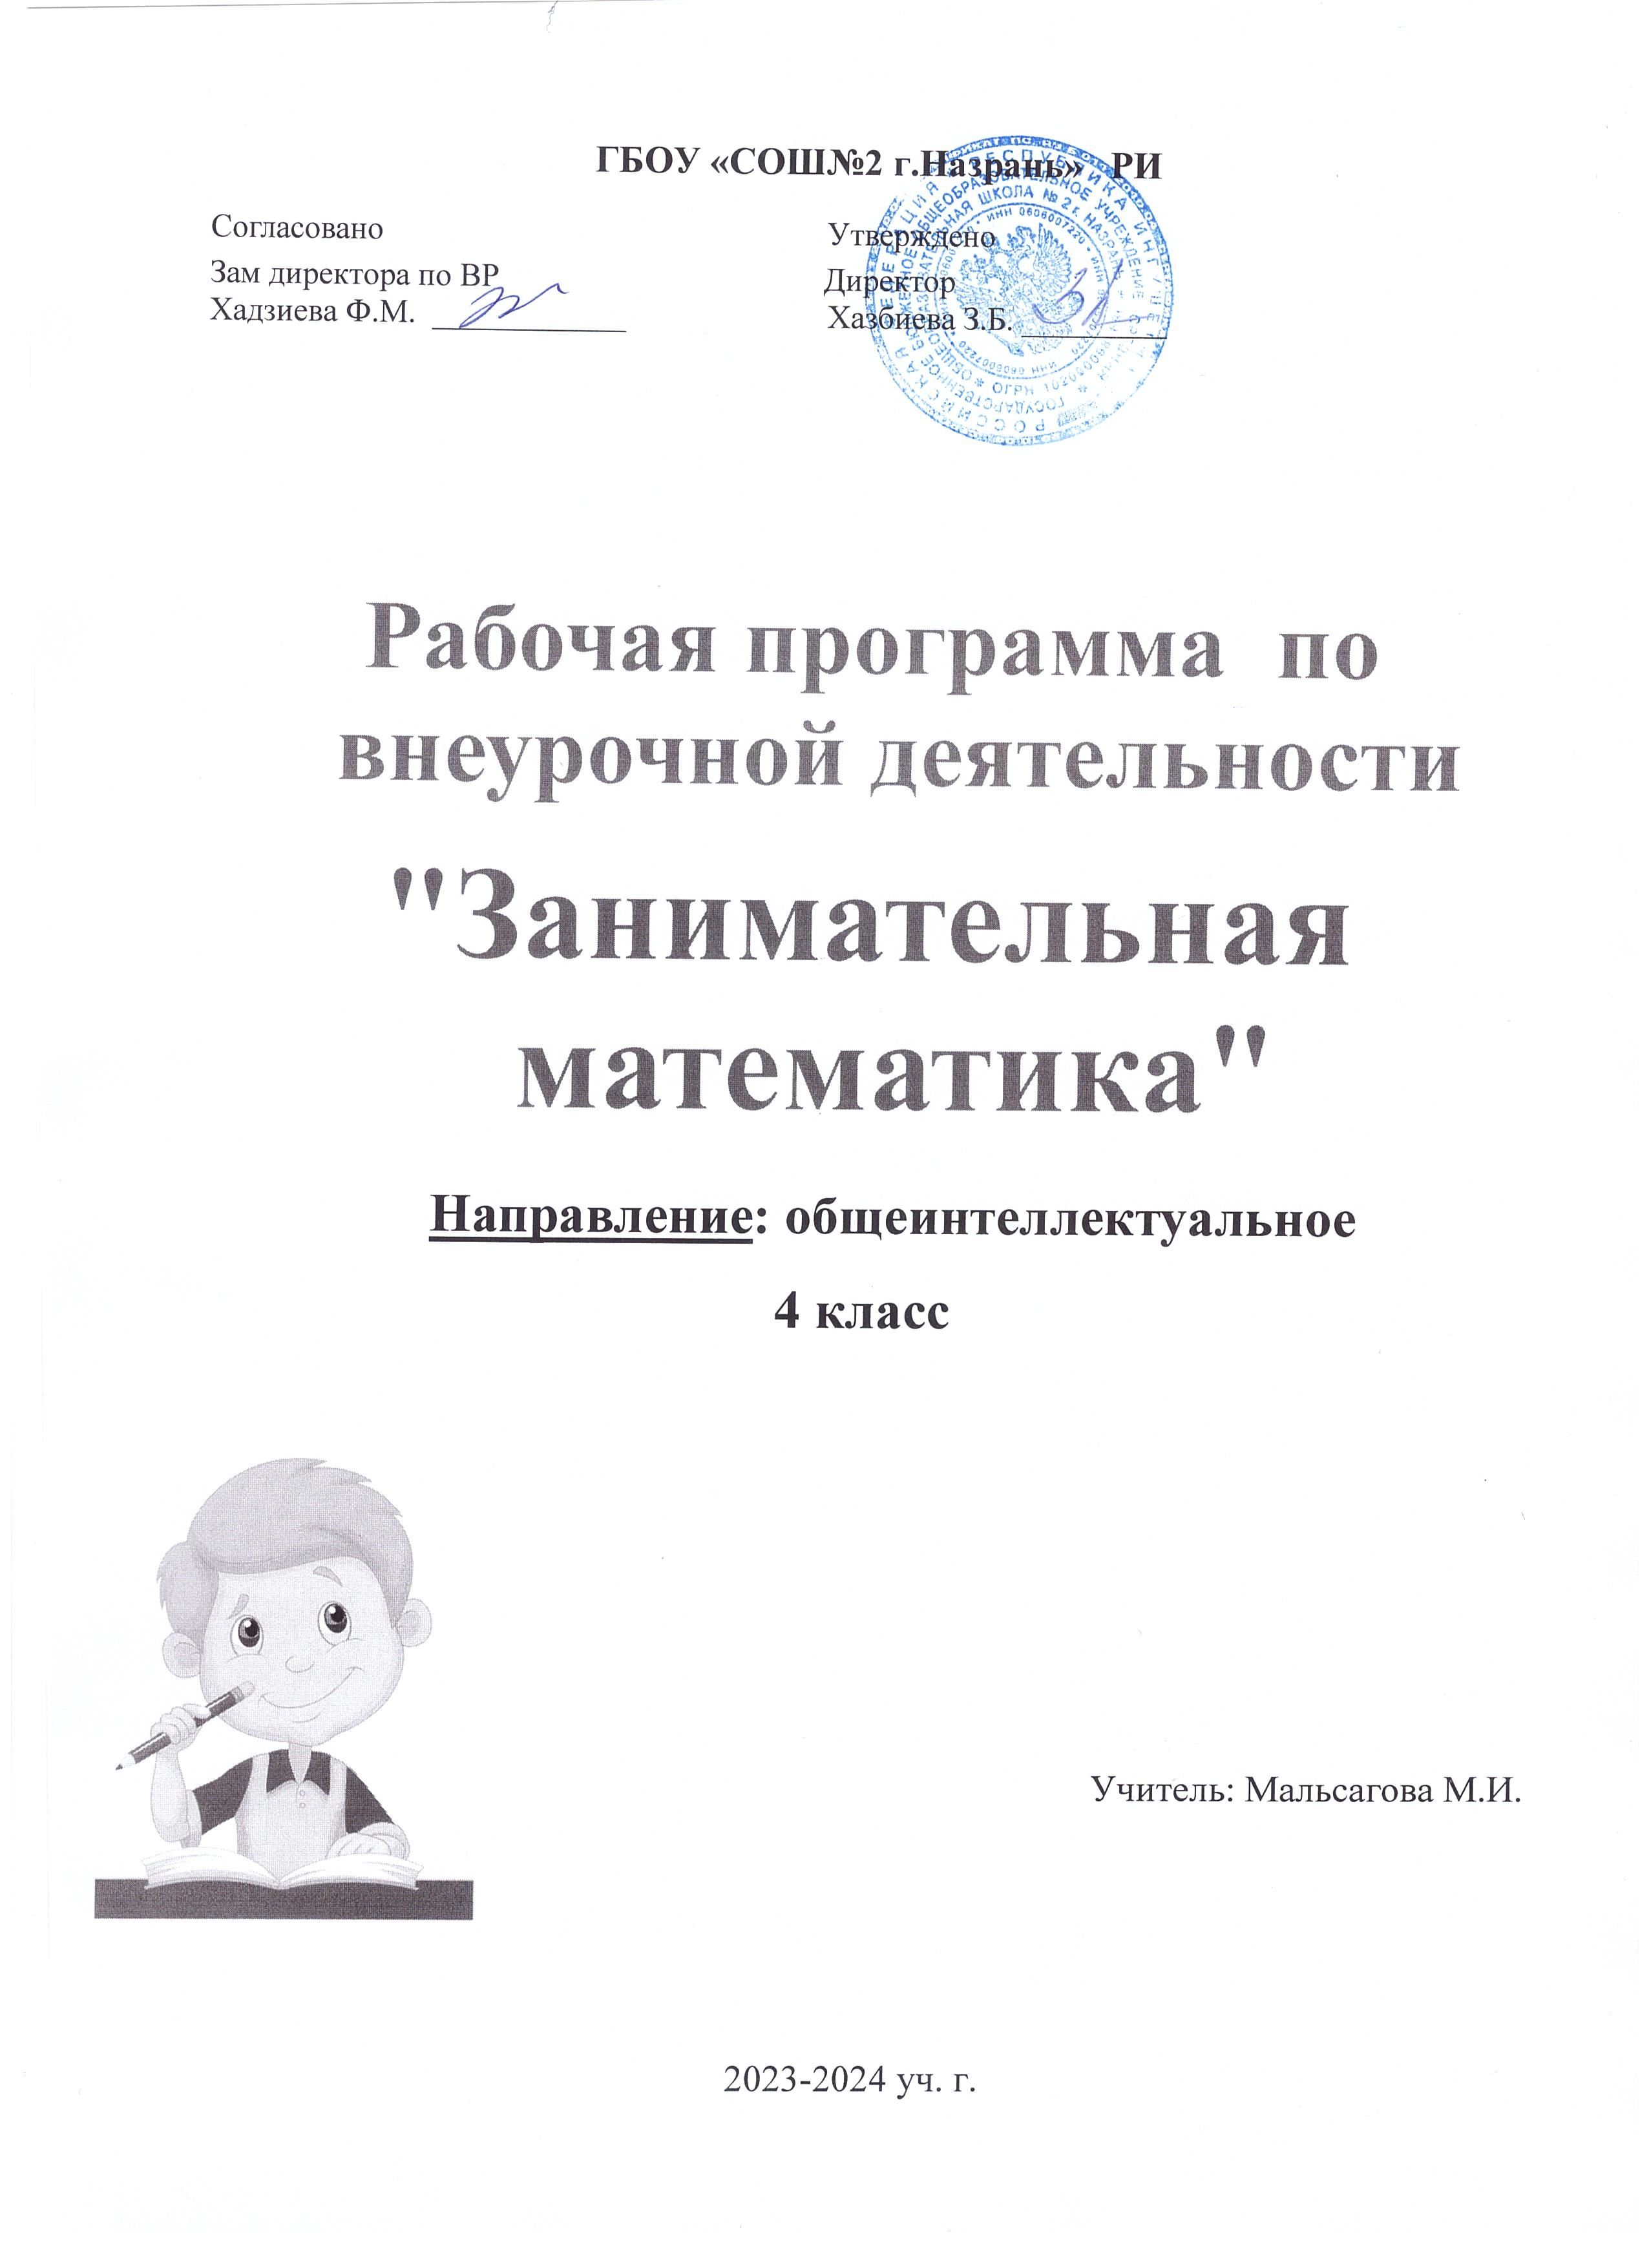 ГБОУ «СОШ№2 г.Назрань» РИ
Согласовано
Утверждено
Зам директора по ВР
Директор
Хадзиева Ф.М.
Хазбиева З.Б.
Рабочая программа по
внеурочной деятельности
"Занимательная
математика"
Направление: общеинтеллектуальное
4 класс
Учитель: Мальсагова М.И.
2023-2024 уч. г.